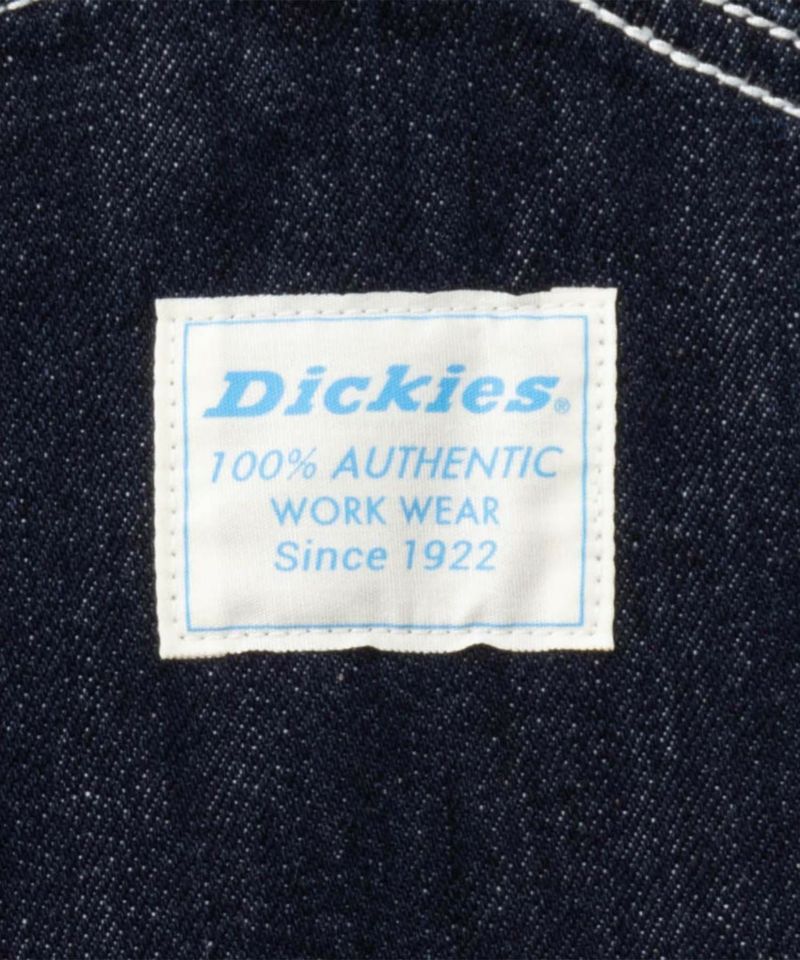 Dickies®
100% AUTHENTIC
WORK WEAR
Since 1922